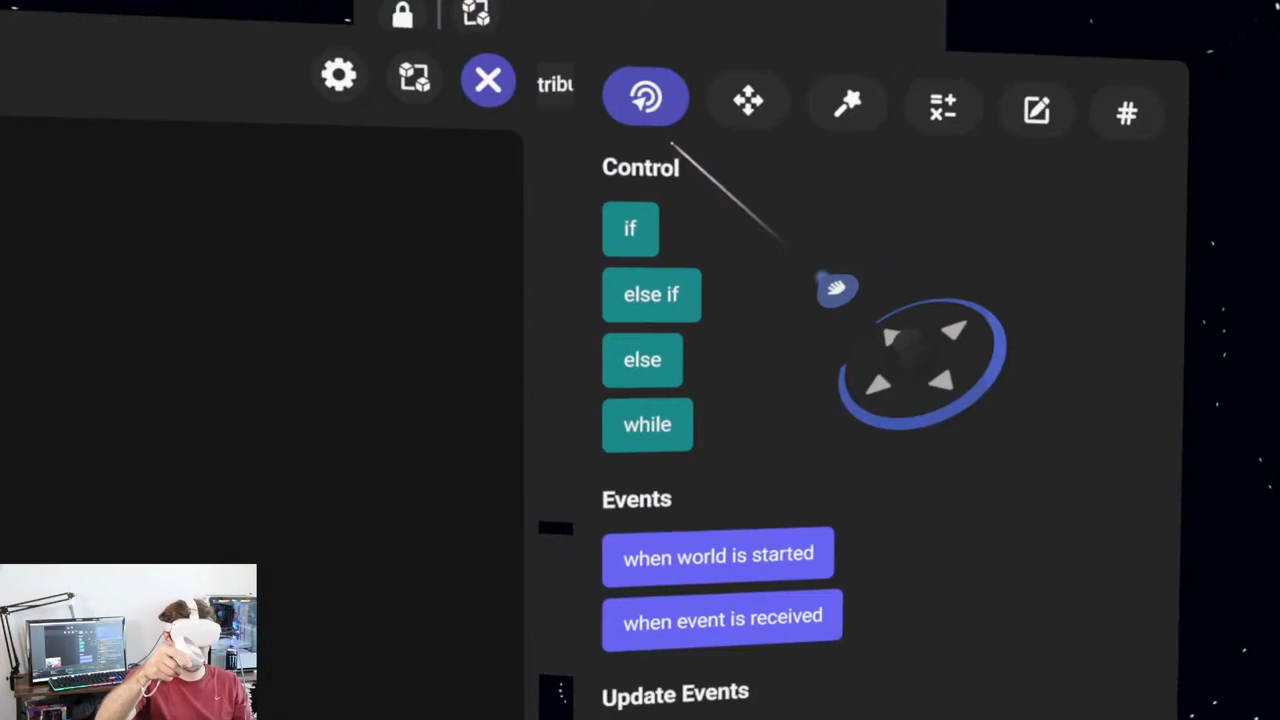 tribu
#
Control
if
else if
else
while
Events
when world is started
when event is received
Update Events